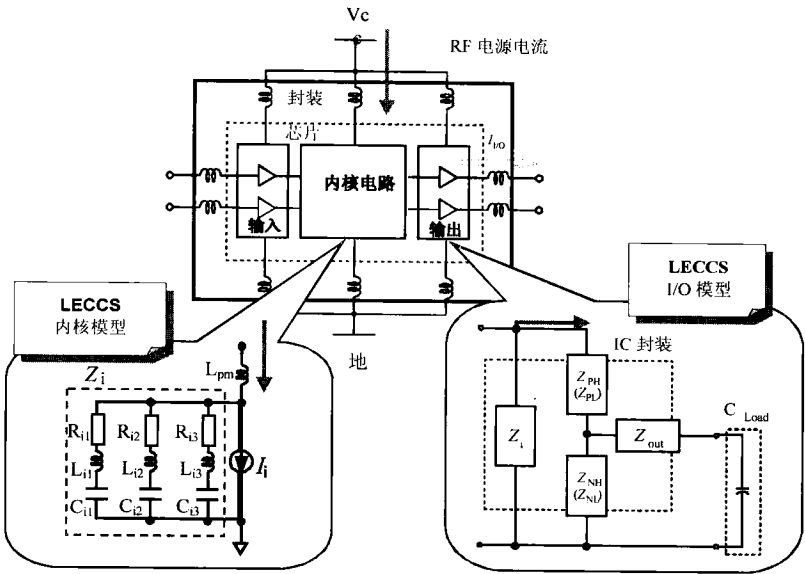 Vc
RF 电源电流
封装
芯片
I_I/O
内核电路
输入
输出
LECCS
内核模型
LECCS
I/O 模型
地
IC 封装
Z_i
L_pm
R_i1
R_i2
R_i3
L_i1
L_i2
L_i3
C_i1
C_i2
C_i3
I_i
Z_PH
(Z_PL)
Z_i
Z_out
Z_NH
(Z_NL)
C_Load